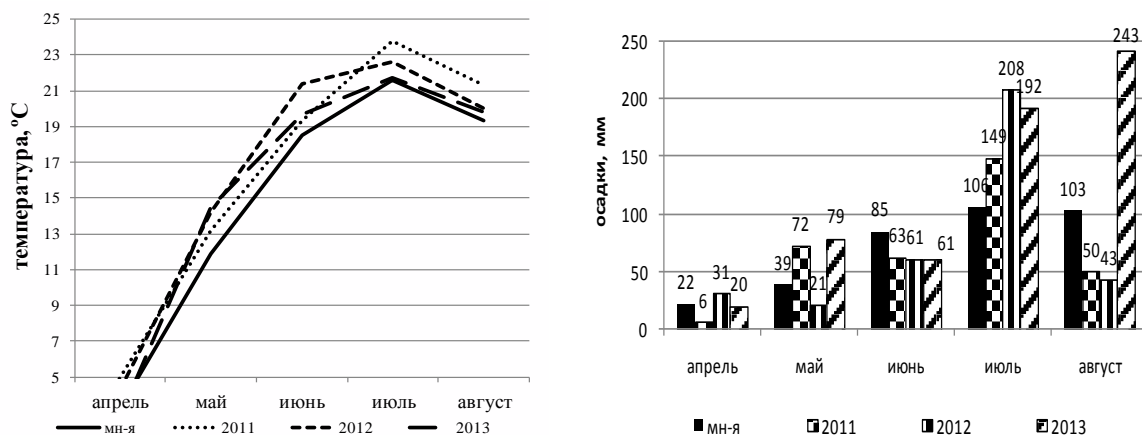 температура,ºС
25
23
21
19
17
15
13
11
9
7
5
апрель май июнь июль август
мн-я 2011 2012 2013
осадки, мм
250
200
150
100
50
0
22 6 31 20
39 72 21 79
85 63 61 61
106 149 208 192
103 50 43 243
апрель май июнь июль август
мн-я 2011 2012 2013